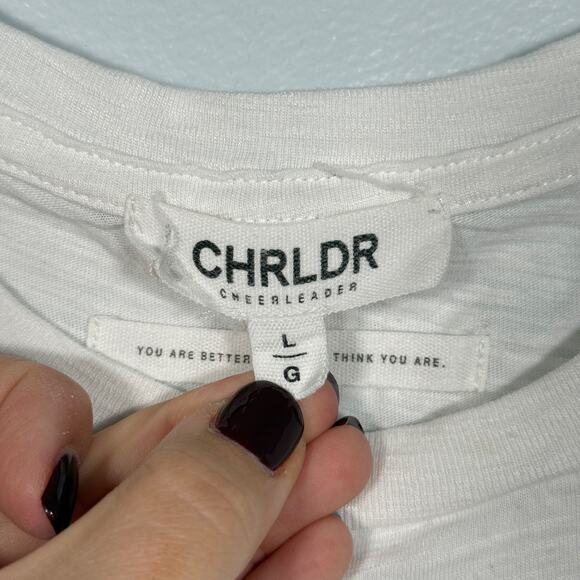 CHRLDR
CHEERLEADER
L
G
YOU ARE BETTER THINK YOU ARE.